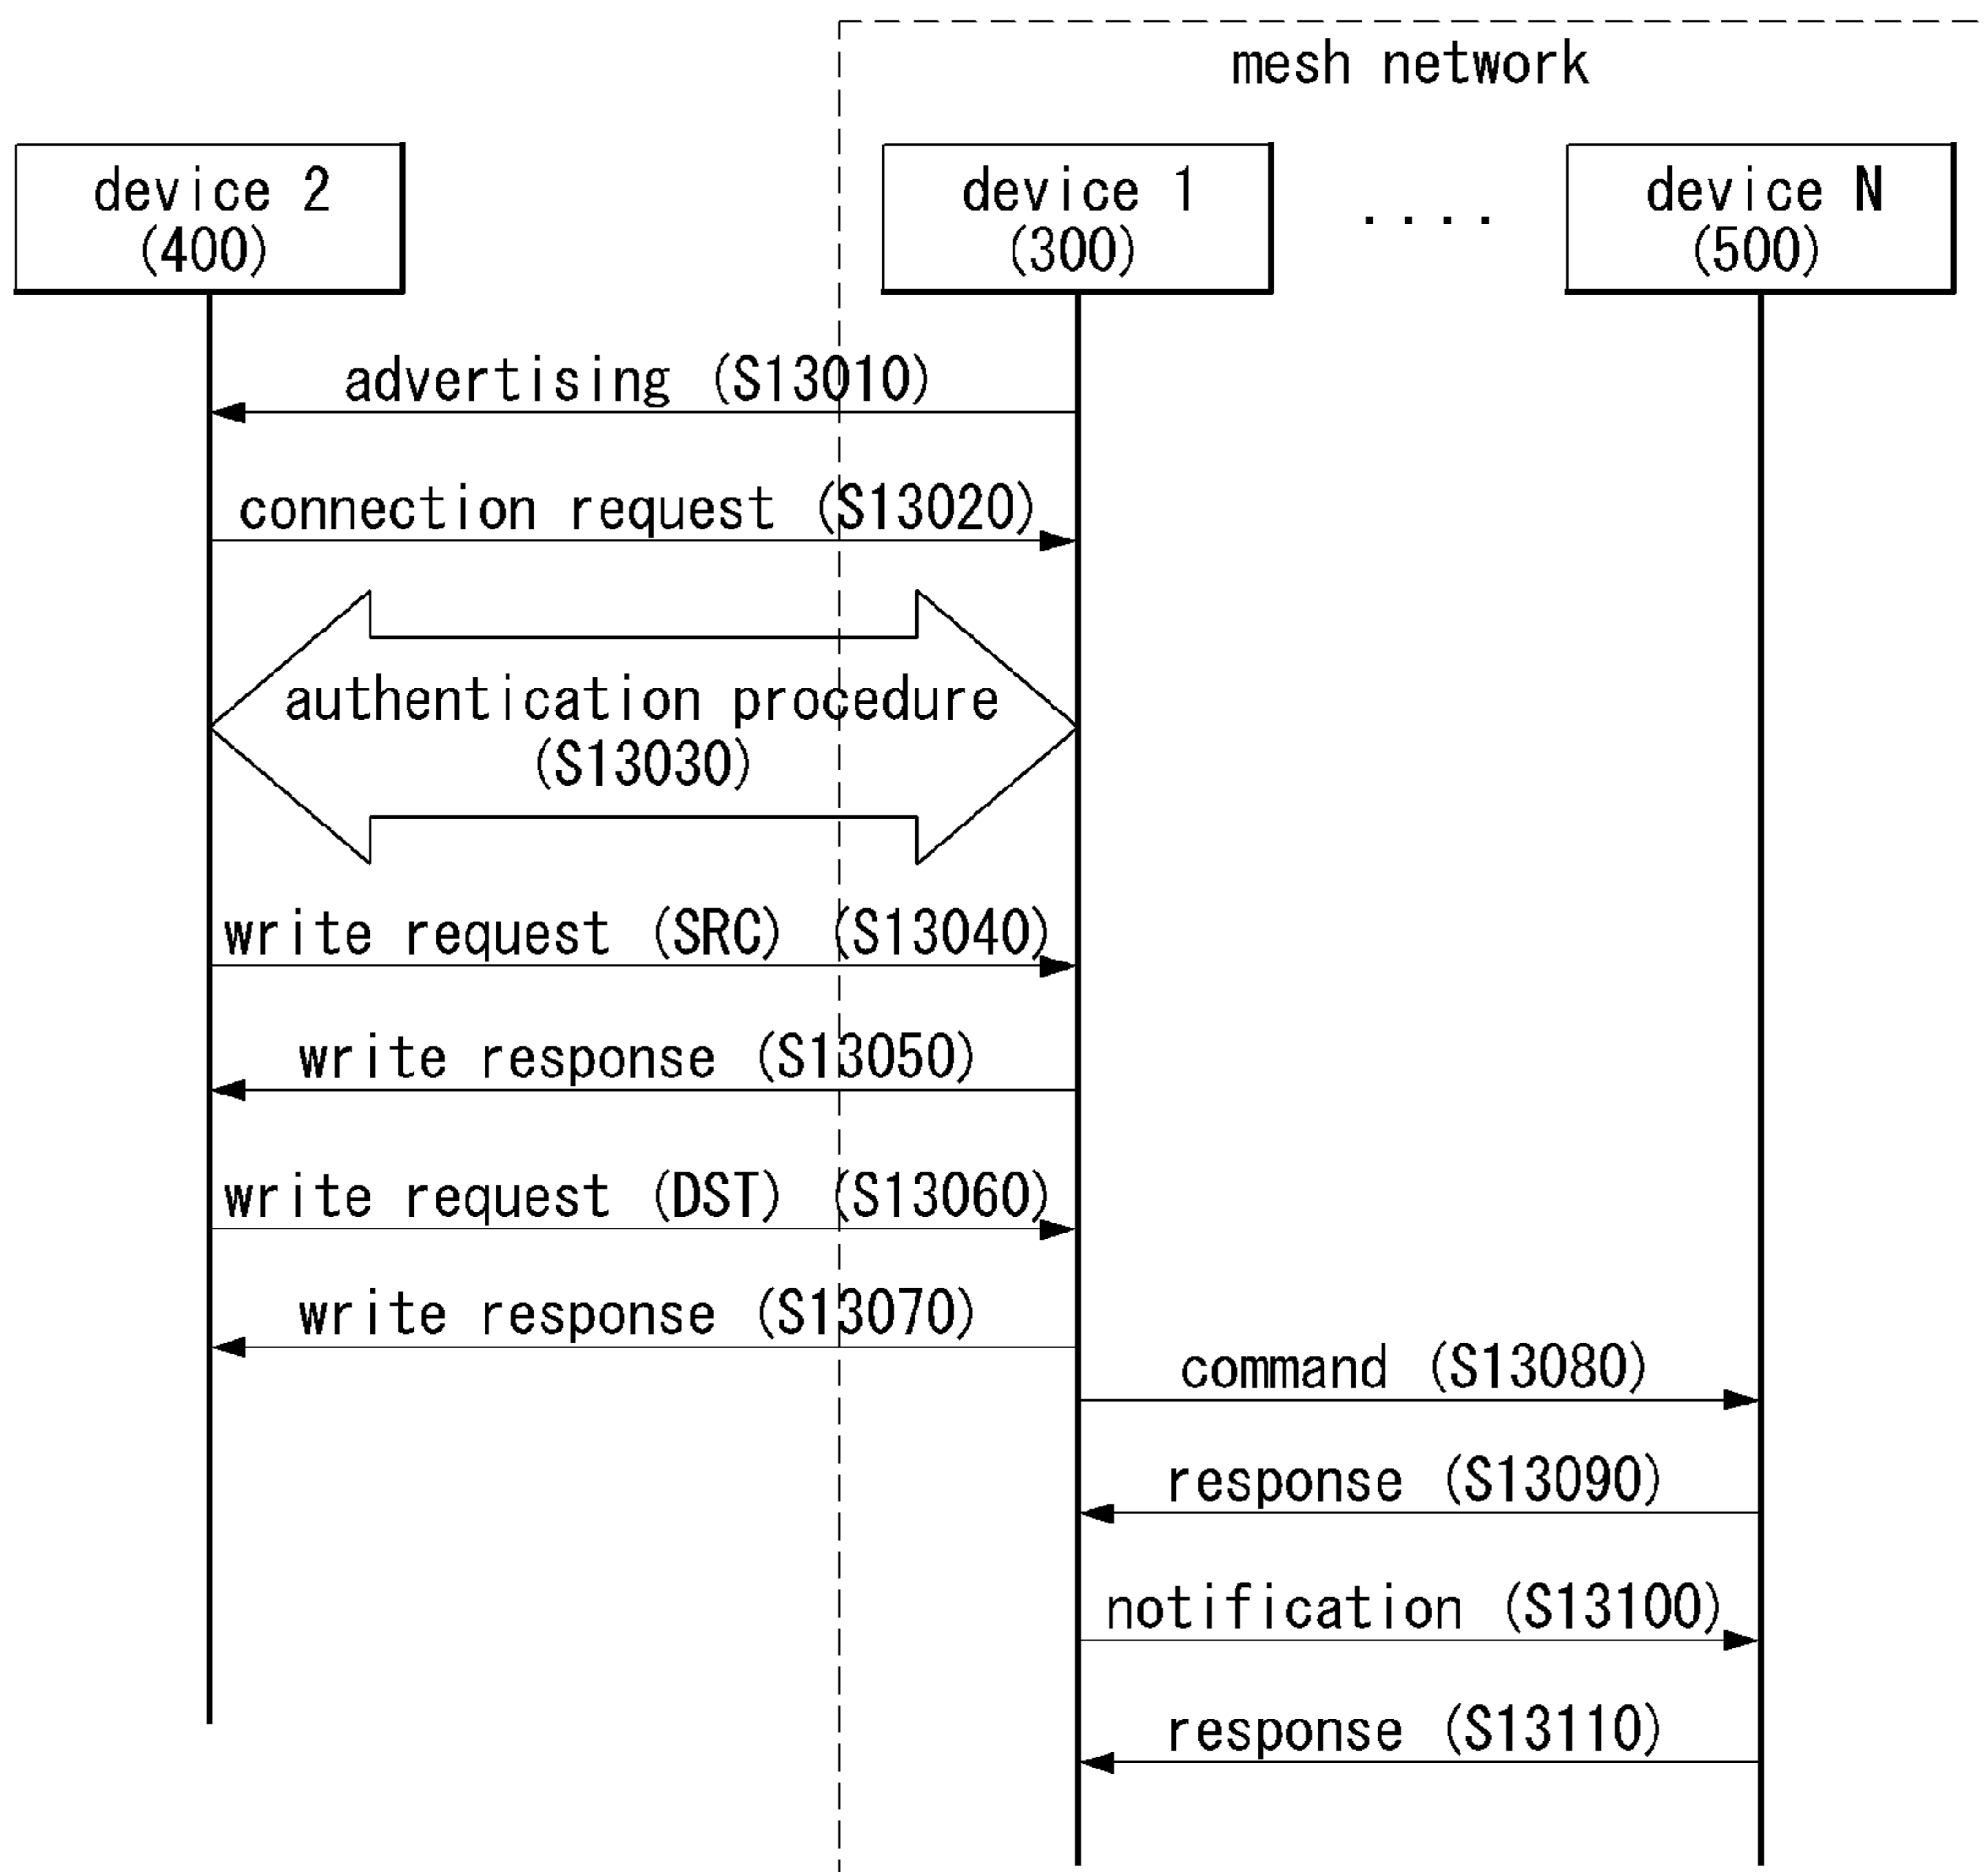 mesh network
device 2
(400)
device 1
(300)
....
device N
(500)
advertising (S13010)
connection request (S13020)
authentication procedure
(S13030)
write request (SRC) (S13040)
write response (S13050)
write request (DST) (S13060)
write response (S13070)
command (S13080)
response (S13090)
notification (S13100)
response (S13110)